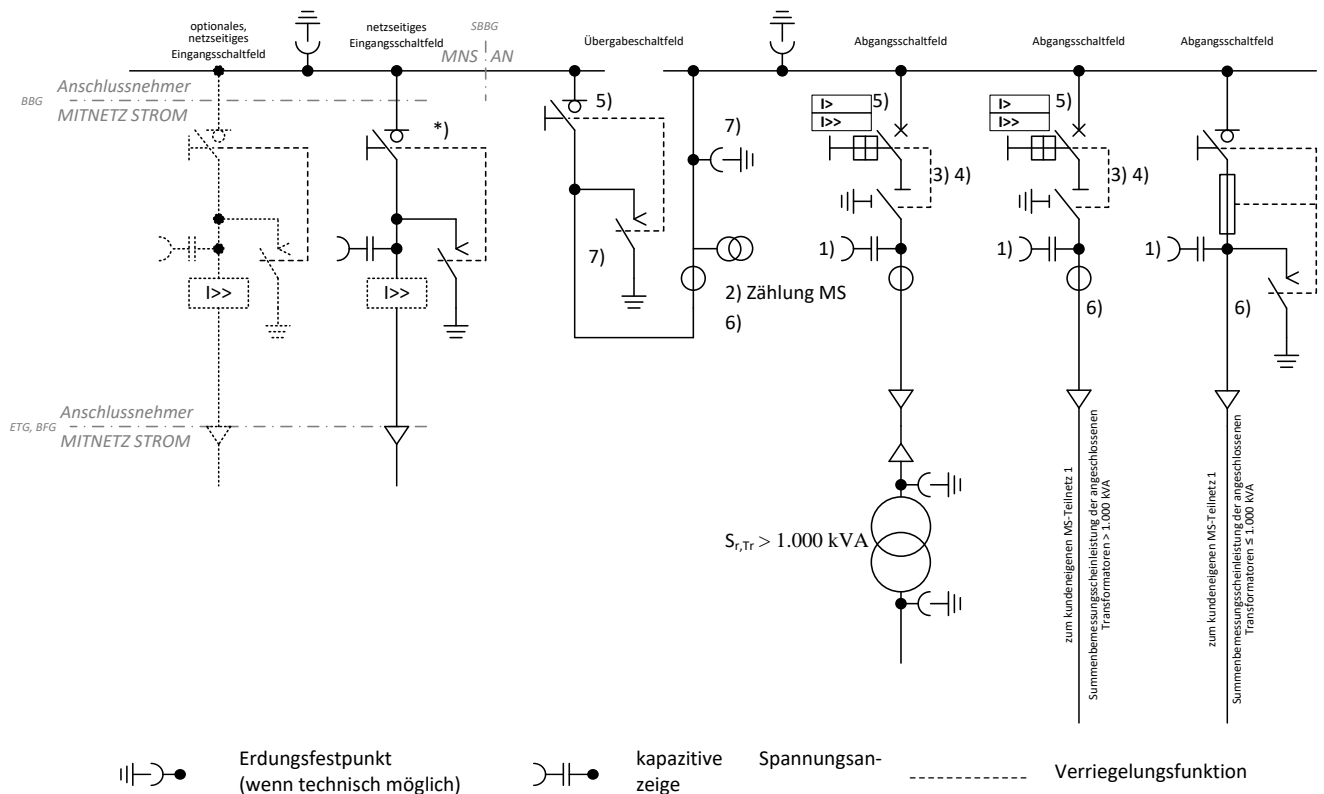 optionales,
netzseitiges
Eingangsschaltfeld
netzseitiges
Eingangsschaltfeld
SBBG
MNS AN
Übergabeschaltfeld
Abgangsschaltfeld
Abgangsschaltfeld
Abgangsschaltfeld
BBG
Anschlussnehmer
MITNETZ STROM
*)
5)
7)
7)
2) Zählung MS
6)
I>
I>>
5)
3) 4)
1)
I>
I>>
5)
3) 4)
1)
6)
1)
6)
I>>
I>>
ETG, BFG
Anschlussnehmer
MITNETZ STROM
Sr,Tr > 1.000 kVA
zum kundeneigenen MS-Teilnetz 1
Summenbemessungsscheinleistung der angeschlossenen
Transformatoren > 1.000 kVA
zum kundeneigenen MS-Teilnetz 1
Summenbemessungsscheinleistung der angeschlossenen
Transformatoren ≤ 1.000 kVA
Erdungsfestpunkt
(wenn technisch möglich)
kapazitive Spannungsan-
zeige
Verriegelungsfunktion